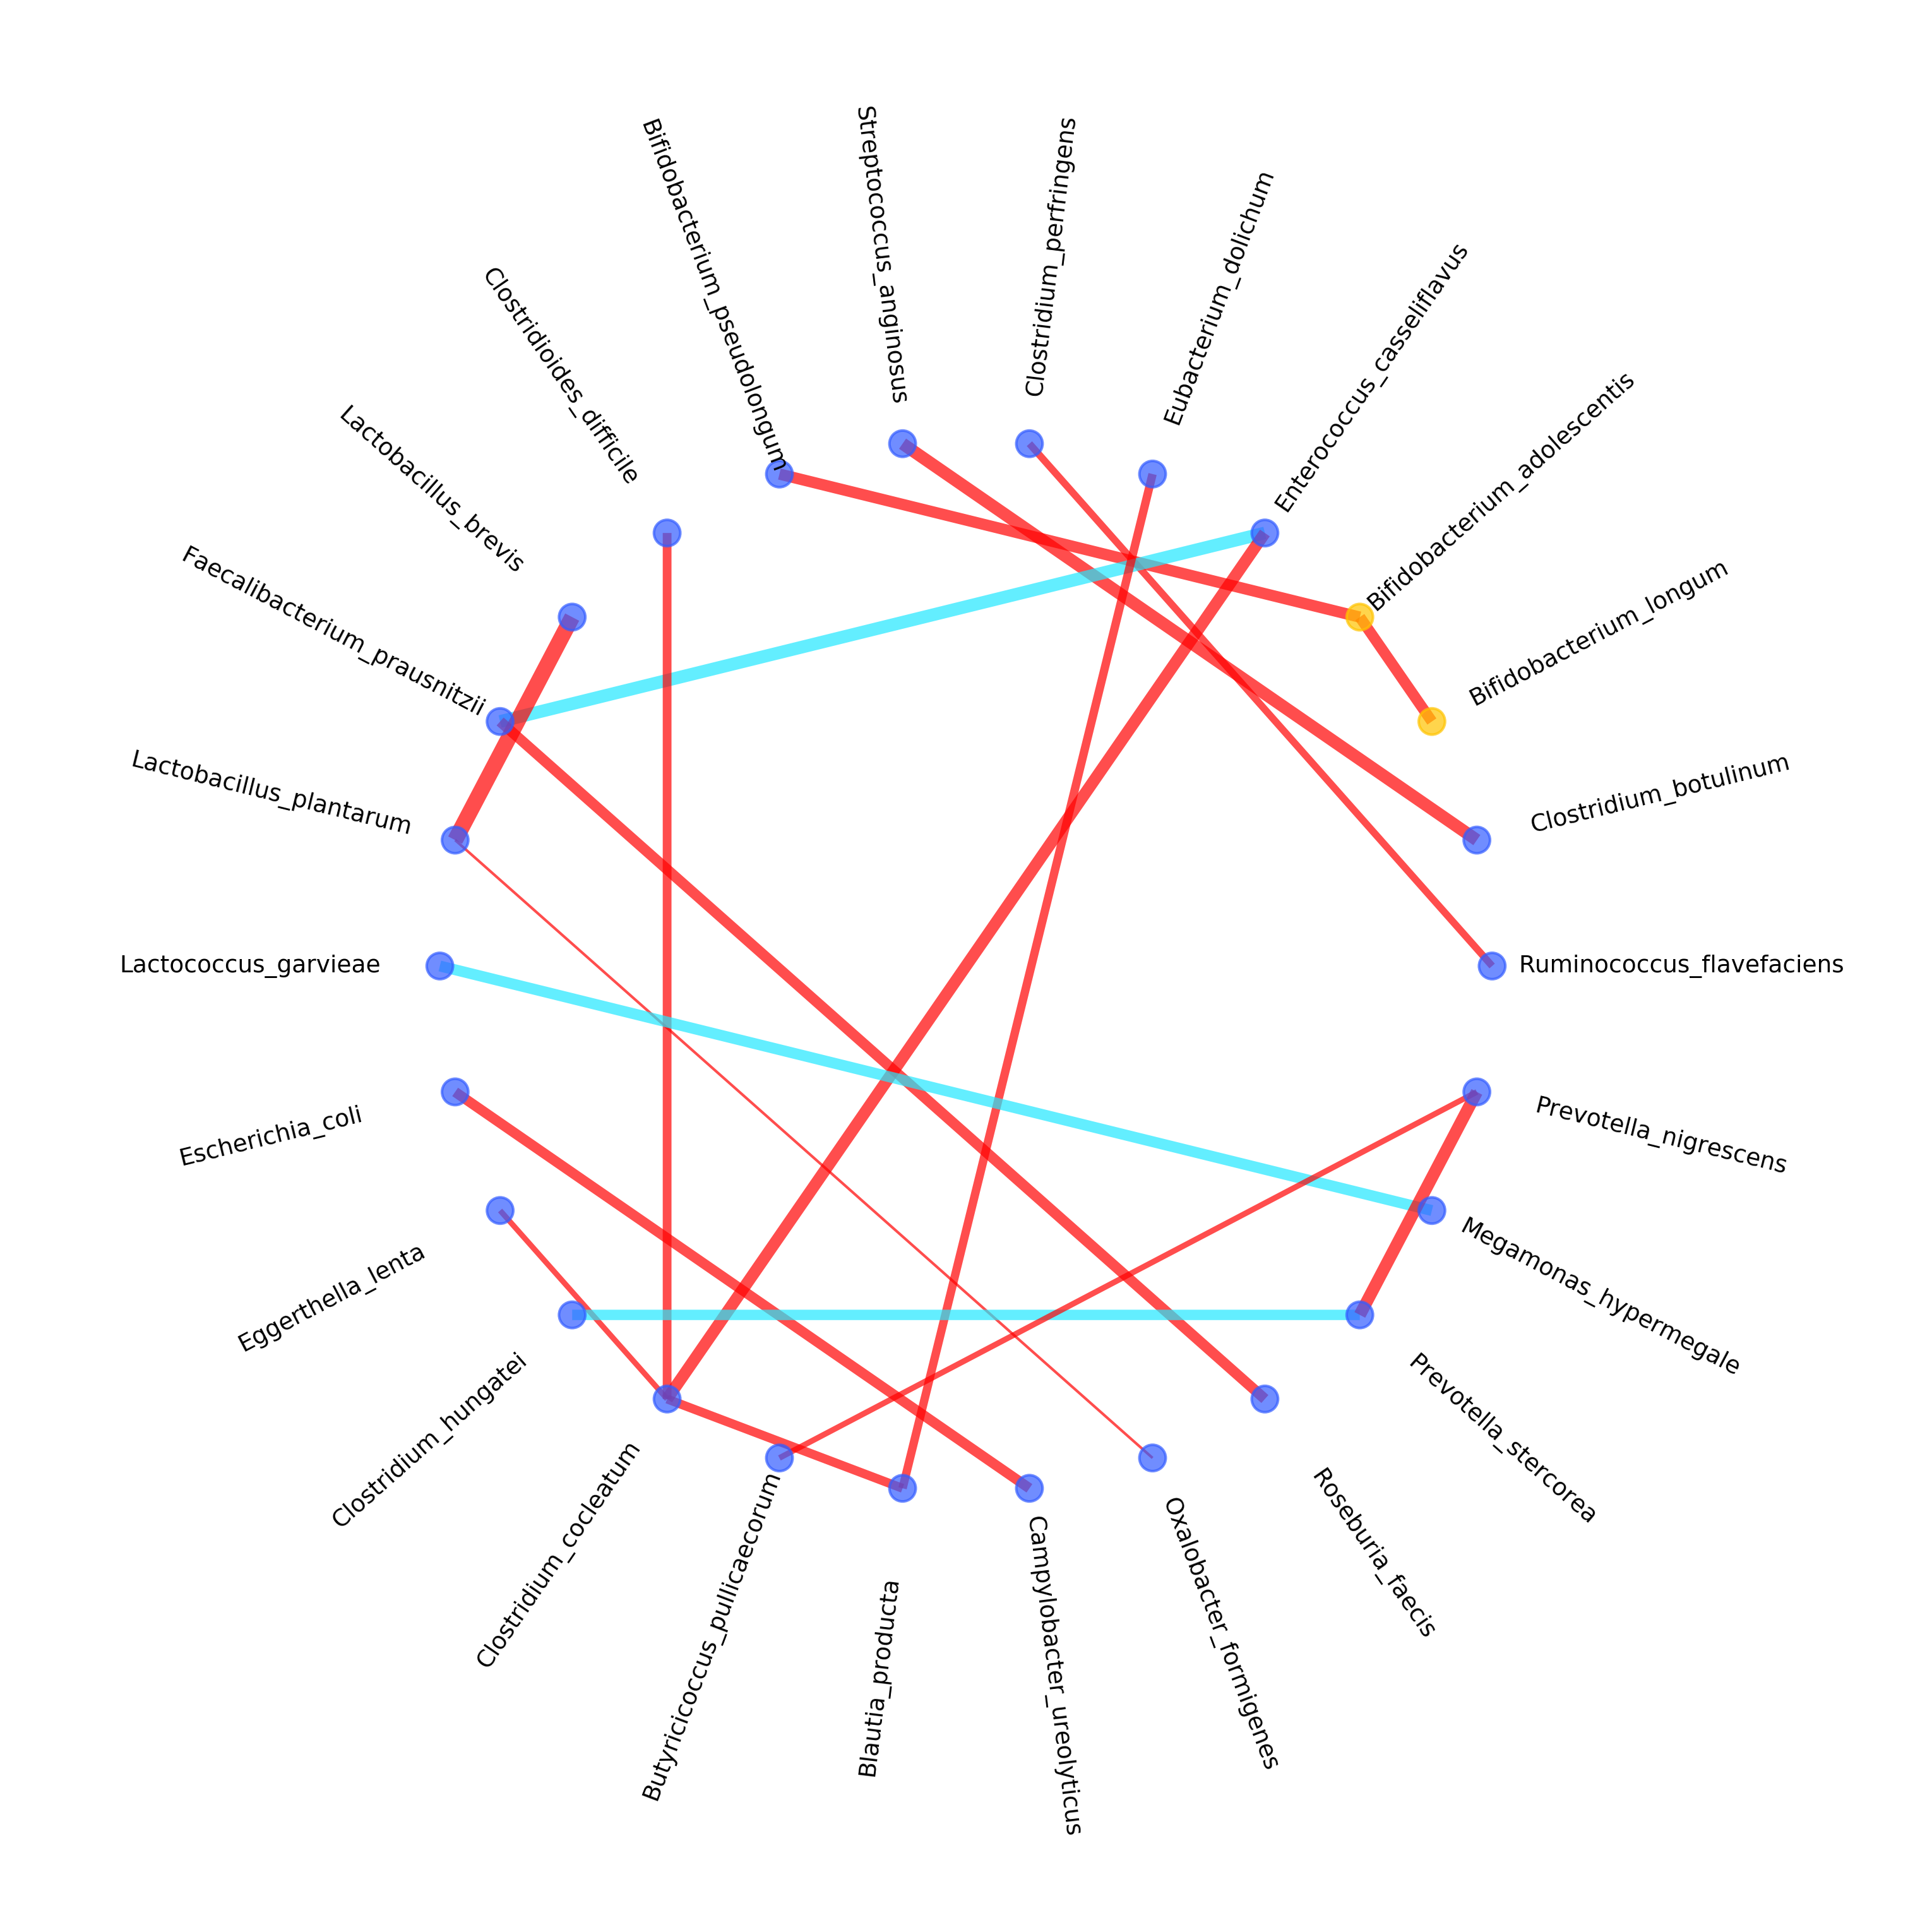 Streptococcus_anginosus
Clostridium_perfringens
Bifidobacterium_pseudolongum
Eubacterium_dolichum
Clostridioides_difficile
Enterococcus_casseliflavus
Lactobacillus_brevis
Bifidobacterium_adolescentis
Faecalibacterium_prausnitzii
Bifidobacterium_longum
Lactobacillus_plantarum
Clostridium_botulinum
Lactococcus_garvieae
Ruminococcus_flavefaciens
Escherichia_coli
Prevotella_nigrescens
Eggerthella_lenta
Megamonas_hypermegale
Clostridium_hungatei
Prevotella_stercorea
Clostridium_cocleatum
Roseburia_faecis
Butyricicoccus_pullicaecorum
Oxalobacter_formigenes
Blautia_producta
Campylobacter_ureolyticus